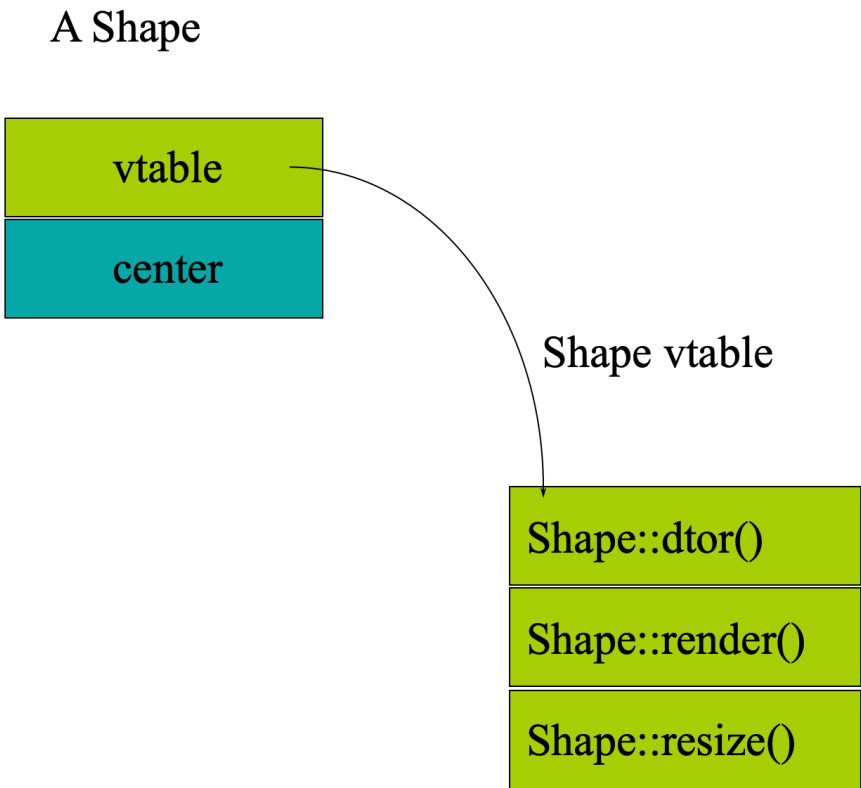 A Shape
vtable
center
Shape vtable
Shape::dtor()
Shape::render()
Shape::resize()